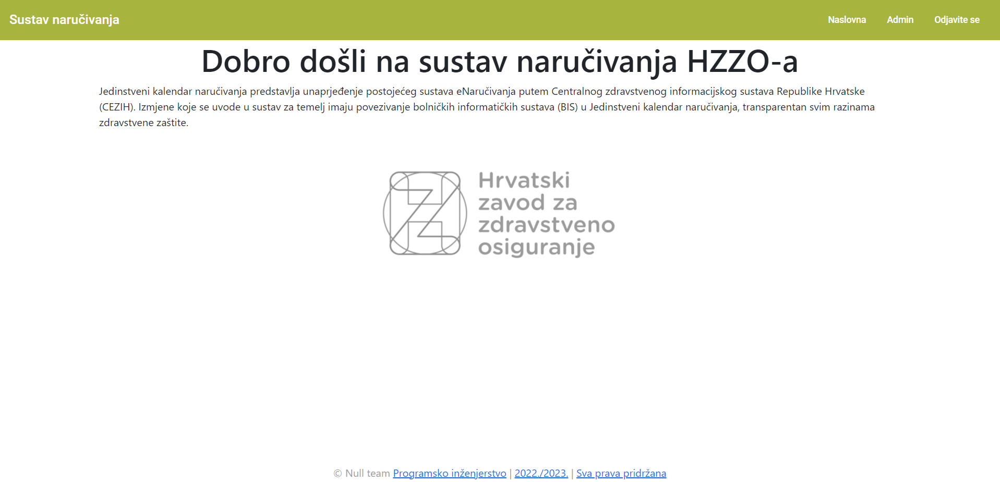 Sustav naručivanja
Naslovna Admin Odjavite se
Dobro došli na sustav naručivanja HZZO-a
Jedinstveni kalendar naručivanja predstavlja unaprjeđenje postojećeg sustava eNaručivanja putem Centralnog zdravstvenog informacijskog sustava Republike Hrvatske
(CEZIH). Izmjene koje se uvode u sustav za temelj imaju povezivanje bolničkih informatičkih sustava (BIS) u Jedinstveni kalendar naručivanja, transparentan svim razinama
zdravstvene zaštite.
Hrvatski
zavod za
zdravstveno
osiguranje
© Null team Programsko inženjerstvo | 2022./2023. | Sva prava pridržana